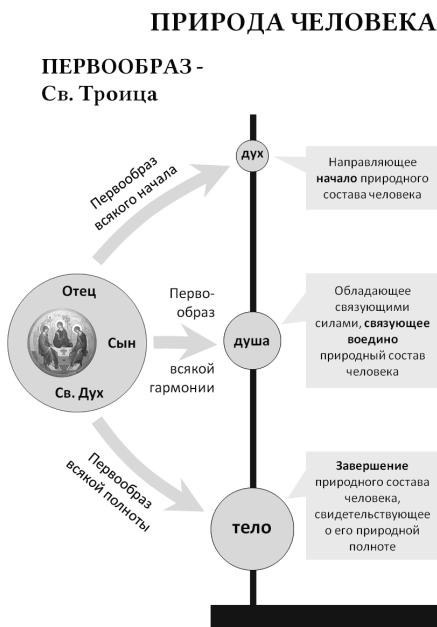 ПРИРОДА ЧЕЛОВЕКА
ПЕРВООБРАЗ -
Св. Троица
дух
Направляющее
начало природного
состава человека
Первообраз
всякого начала
Отец
Сын
Св. Дух
Перво-
образ
всякой
гармонии
душа
Обладающее
связующими
силами, связующее
воедино
природный состав
человека
Первообраз
всякой полноты
тело
Завершение
природного состава
человека,
свидетельствующее
о его природной
полноте